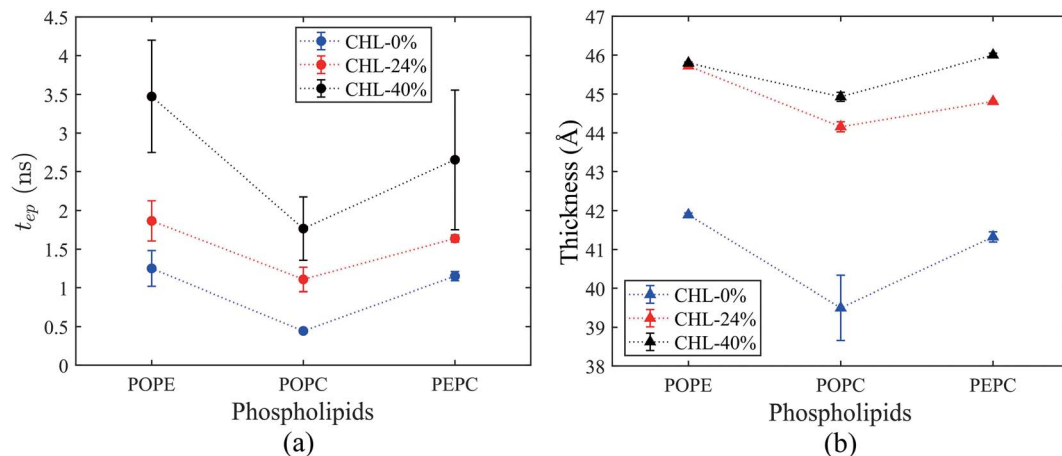 4.5
4
3.5
3
2.5
2
1.5
1
0.5
0
t_{ep} (ns)
CHL-0%
CHL-24%
CHL-40%
POPE POPC PEPC
Phospholipids
(a)
47
46
45
44
43
42
41
40
39
38
Thickness (Å)
CHL-0%
CHL-24%
CHL-40%
POPE POPC PEPC
Phospholipids
(b)